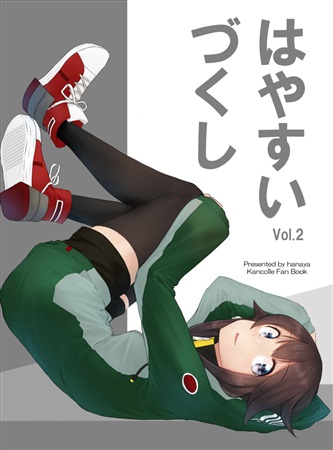 はやすい
づくし
Vol.2
Presented by hanaya
Kancolle Fan Book